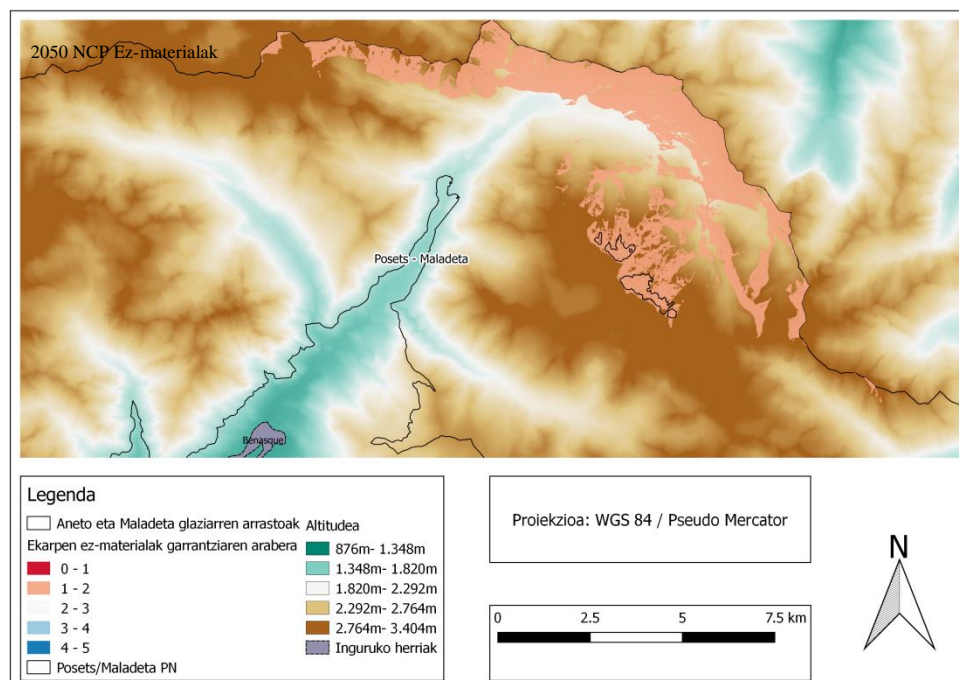 2050 NCP Ez-materialak
Posets - Maladeta
Benasque
Legenda
Aneto eta Maladeta glaziarren arrastoak
Ekarpen ez-materialak garrantziaren arabera
0 - 1
1 - 2
2 - 3
3 - 4
4 - 5
Posets/Maladeta PN
Altitudea
876m- 1.348m
1.348m- 1.820m
1.820m- 2.292m
2.292m- 2.764m
2.764m- 3.404m
Inguruko herriak
Proiekzioa: WGS 84 / Pseudo Mercator
0 2.5 5 7.5 km
N